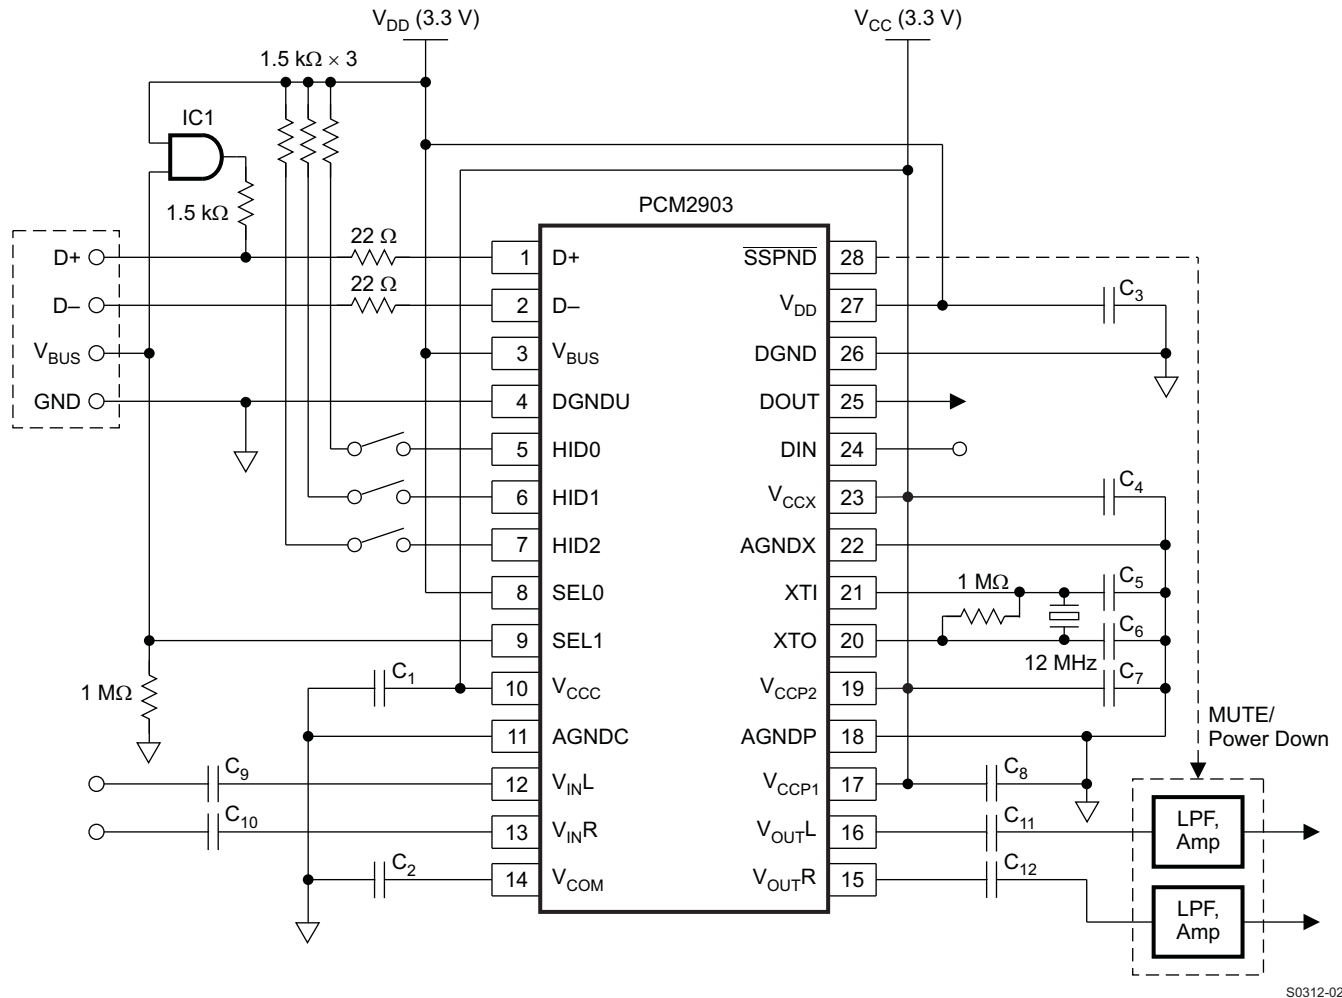 V_DD (3.3 V)
V_CC (3.3 V)
1.5 kΩ × 3
IC1
1.5 kΩ
PCM2903
22 Ω
22 Ω
D+
D–
V_BUS
GND
1 D+
2 D–
3 V_BUS
4 DGNDU
5 HID0
6 HID1
7 HID2
8 SEL0
9 SEL1
10 V_CCC
11 AGNDC
12 V_INL
13 V_INR
14 V_COM
SSPND 28
V_DD 27
DGND 26
DOUT 25
DIN 24
V_CCX 23
AGNDX 22
XTI 21
XTO 20
V_CCP2 19
AGNDP 18
V_CCP1 17
V_OUTL 16
V_OUTR 15
C_3
C_4
1 MΩ
C_5
C_6
12 MHz
C_7
C_8
C_11
C_12
1 MΩ
C_1
C_9
C_10
C_2
MUTE/
Power Down
LPF,
Amp
LPF,
Amp
S0312-02